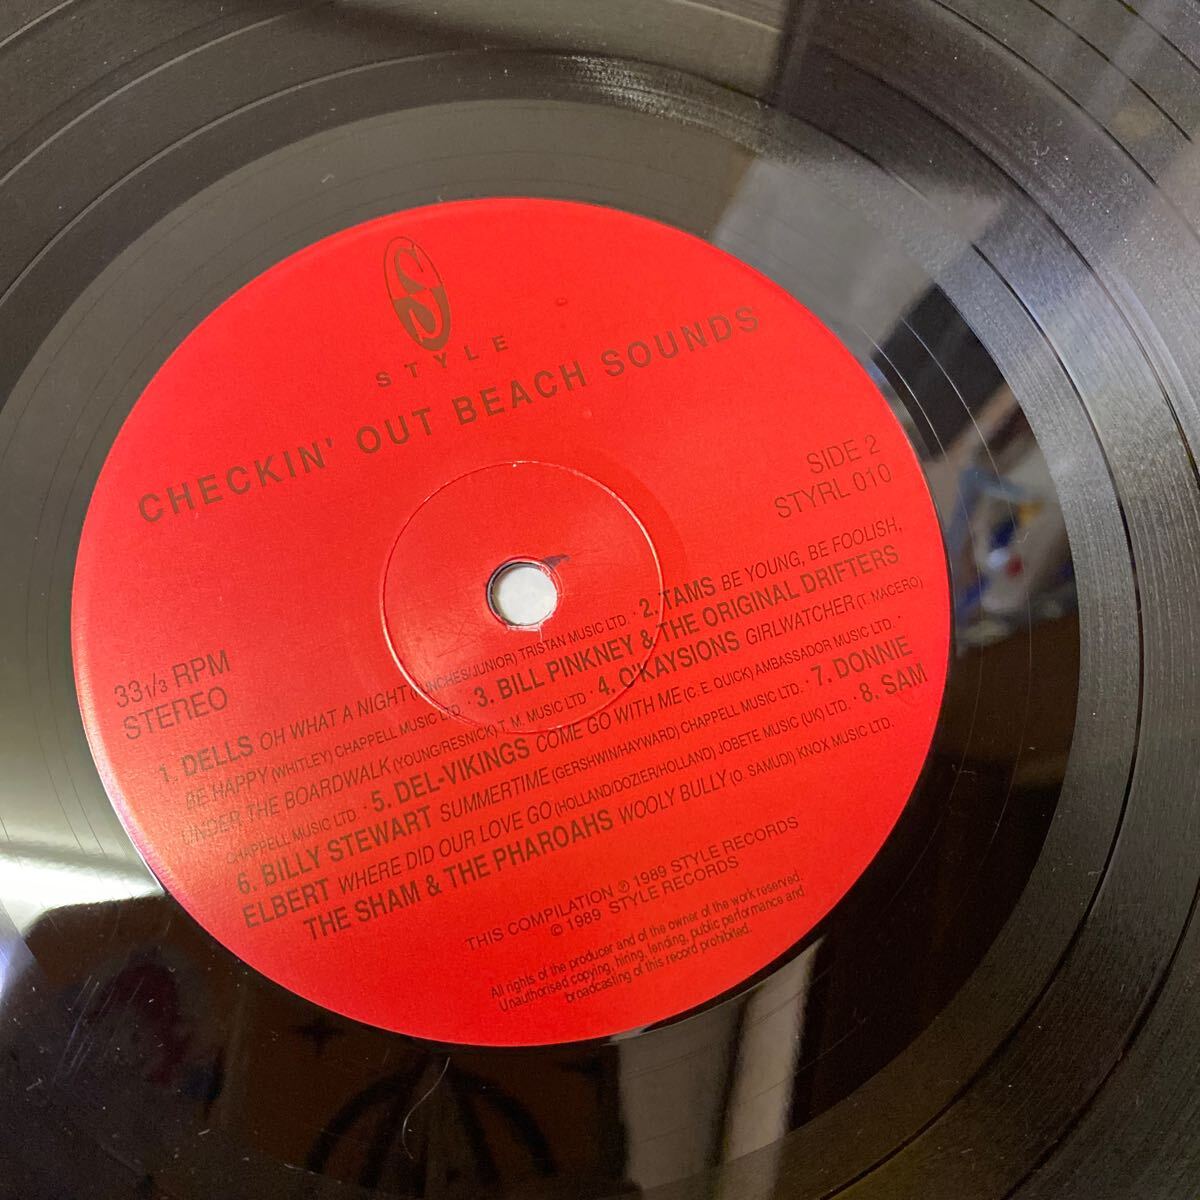 S
STYLE
CHECKIN' OUT BEACH SOUNDS
SIDE 2
STYRL 010
33 1/3 RPM
STEREO
1. DELLS OH WHAT A NIGHT NCHES/JUNIOR) TRISTAN MUSIC LTD. · 2. TAMS BE YOUNG, BE FOOLISH,
BE HAPPY (WHITLEY) CHAPPELL MUSIC LTD. · 3. BILL PINKNEY & THE ORIGINAL DRIFTERS
UNDER THE BOARDWALK (YOUNG/RESNICK) T. M. MUSIC LTD · 4. O'KAYSIONS GIRLWATCHER (T. MACERO)
CHAPPELL MUSIC LTD. · 5. DEL-VIKINGS COME GO WITH ME (C. E. QUICK) AMBASSADOR MUSIC LTD. ·
6. BILLY STEWART SUMMERTIME (GERSHWIN/HAYWARD) CHAPPELL MUSIC LTD. · 7. DONNIE
ELBERT WHERE DID OUR LOVE GO (HOLLAND/DOZIER/HOLLAND) JOBETE MUSIC (UK) LTD. · 8. SAM
THE SHAM & THE PHAROAHS WOOLY BULLY (O. SAMUDI) KNOX MUSIC LTD.
THIS COMPILATION ℗ 1989 STYLE RECORDS
© 1989 STYLE RECORDS
All rights of the producer and of the owner of the work reserved.
Unauthorised copying, hiring, lending, public performance and
broadcasting of this record prohibited.